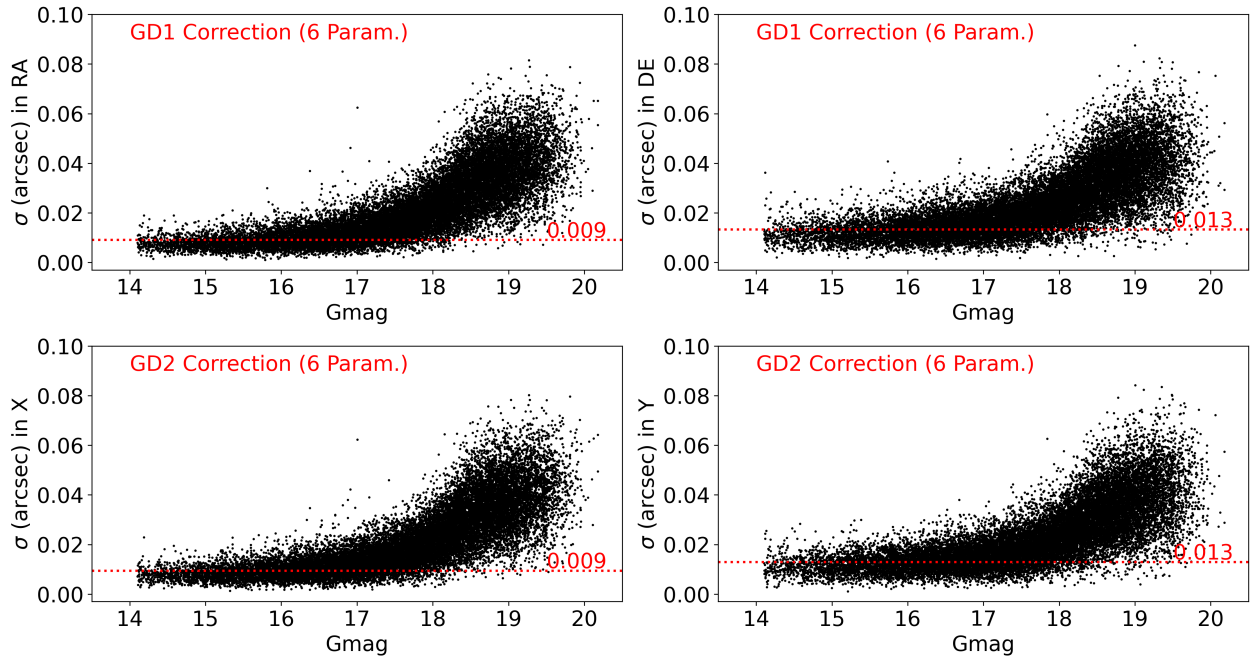 GD1 Correction (6 Param.)
0.10
0.08
0.06
0.04
0.02
0.00
σ (arcsec) in RA
0.009
14 15 16 17 18 19 20
Gmag
GD1 Correction (6 Param.)
0.10
0.08
0.06
0.04
0.02
0.00
σ (arcsec) in DE
0.013
14 15 16 17 18 19 20
Gmag
GD2 Correction (6 Param.)
0.10
0.08
0.06
0.04
0.02
0.00
σ (arcsec) in X
0.009
14 15 16 17 18 19 20
Gmag
GD2 Correction (6 Param.)
0.10
0.08
0.06
0.04
0.02
0.00
σ (arcsec) in Y
0.013
14 15 16 17 18 19 20
Gmag